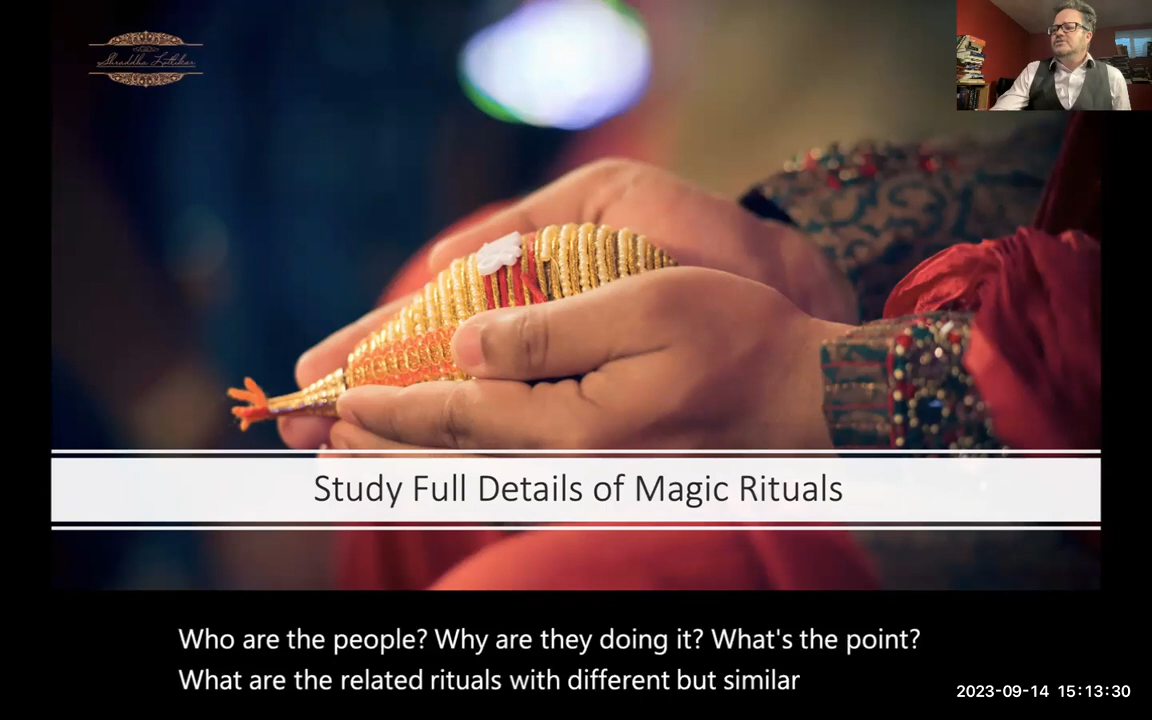 Shraddha
Study Full Details of Magic Rituals
Who are the people? Why are they doing it? What's the point?
What are the related rituals with different but similar
2023-09-14 15:13:30